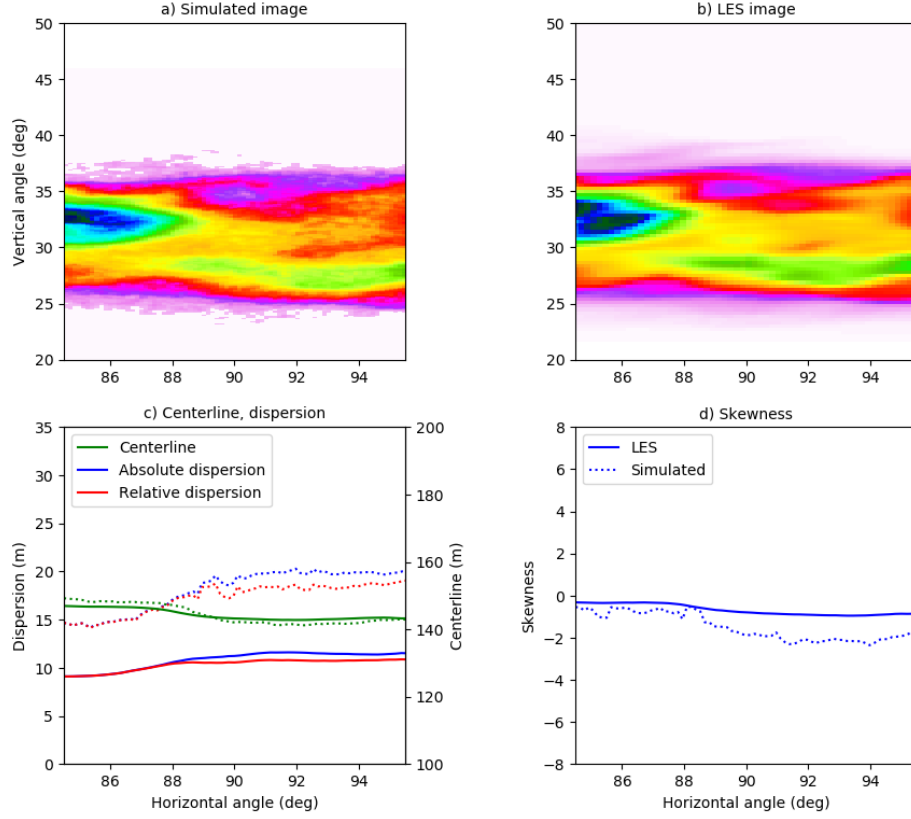 a) Simulated image
b) LES image
50
45
40
35
30
25
20
Vertical angle (deg)
86 88 90 92 94
50
45
40
35
30
25
20
86 88 90 92 94
c) Centerline, dispersion
d) Skewness
35
30
25
20
15
10
5
0
Dispersion (m)
Centerline
Absolute dispersion
Relative dispersion
200
180
160
140
120
100
Centerline (m)
86 88 90 92 94
Horizontal angle (deg)
8
6
4
2
0
−2
−4
−6
−8
Skewness
LES
Simulated
86 88 90 92 94
Horizontal angle (deg)